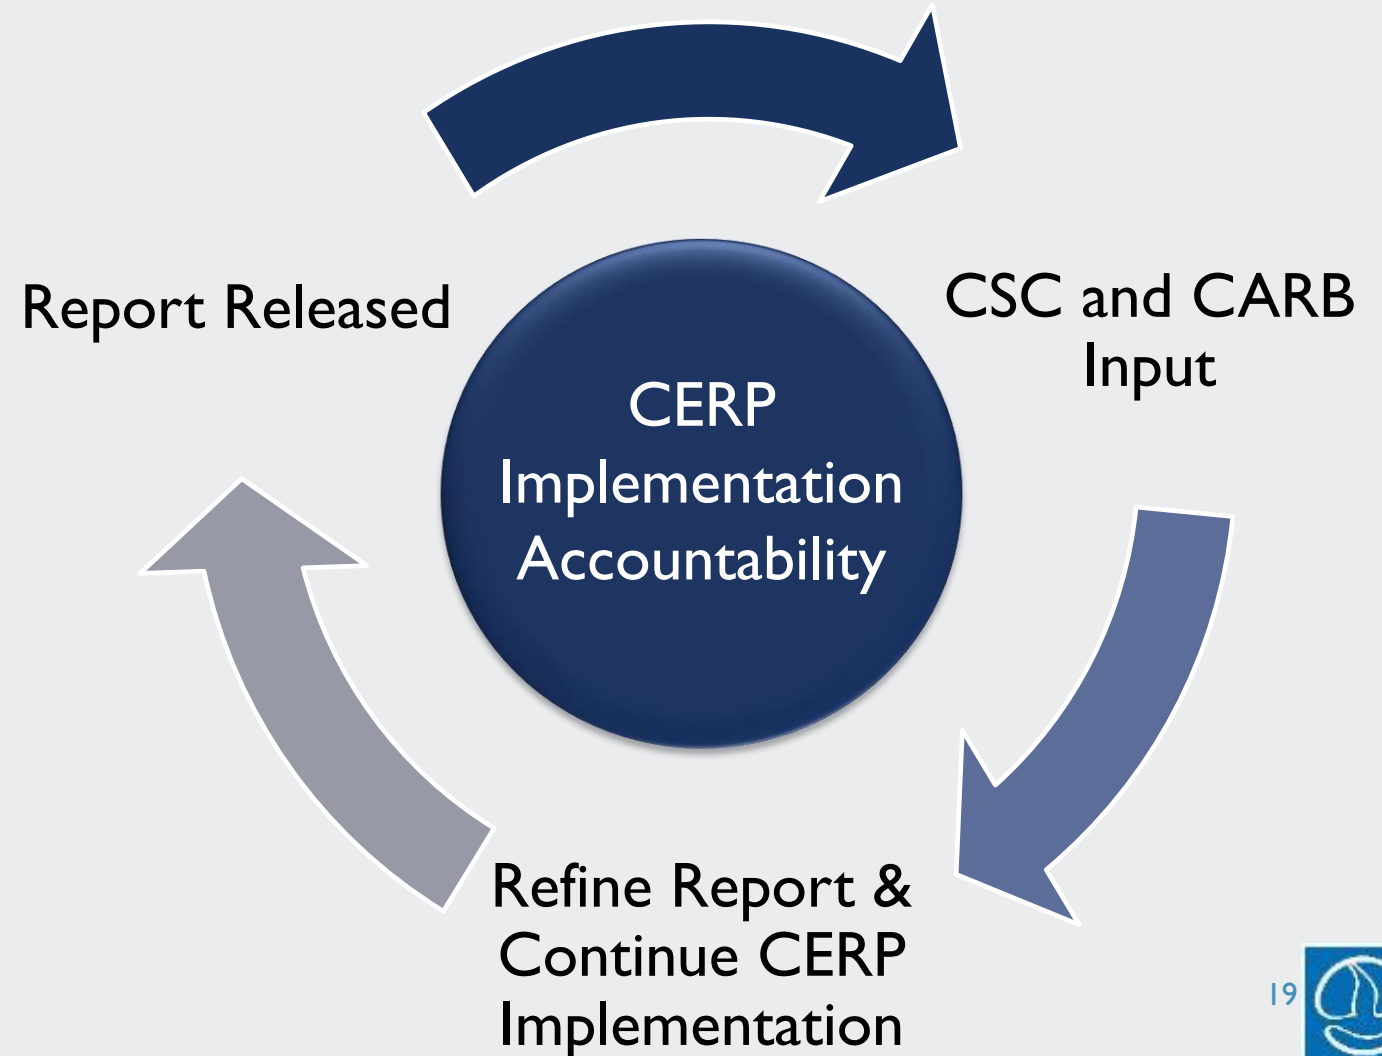 Report Released
CSC and CARB
Input
CERP
Implementation
Accountability
Refine Report &
Continue CERP
Implementation
19